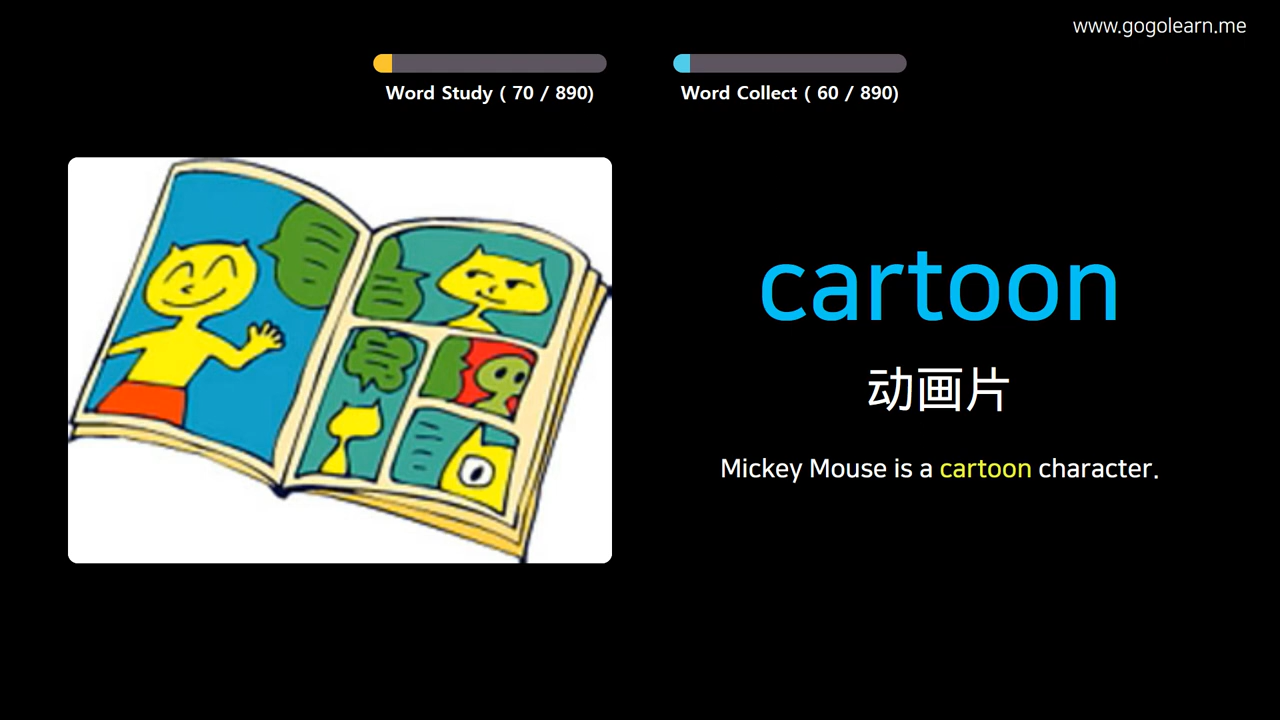 www.gogolearn.me
Word Study ( 70 / 890)
Word Collect ( 60 / 890)
cartoon
动画片
Mickey Mouse is a cartoon character.